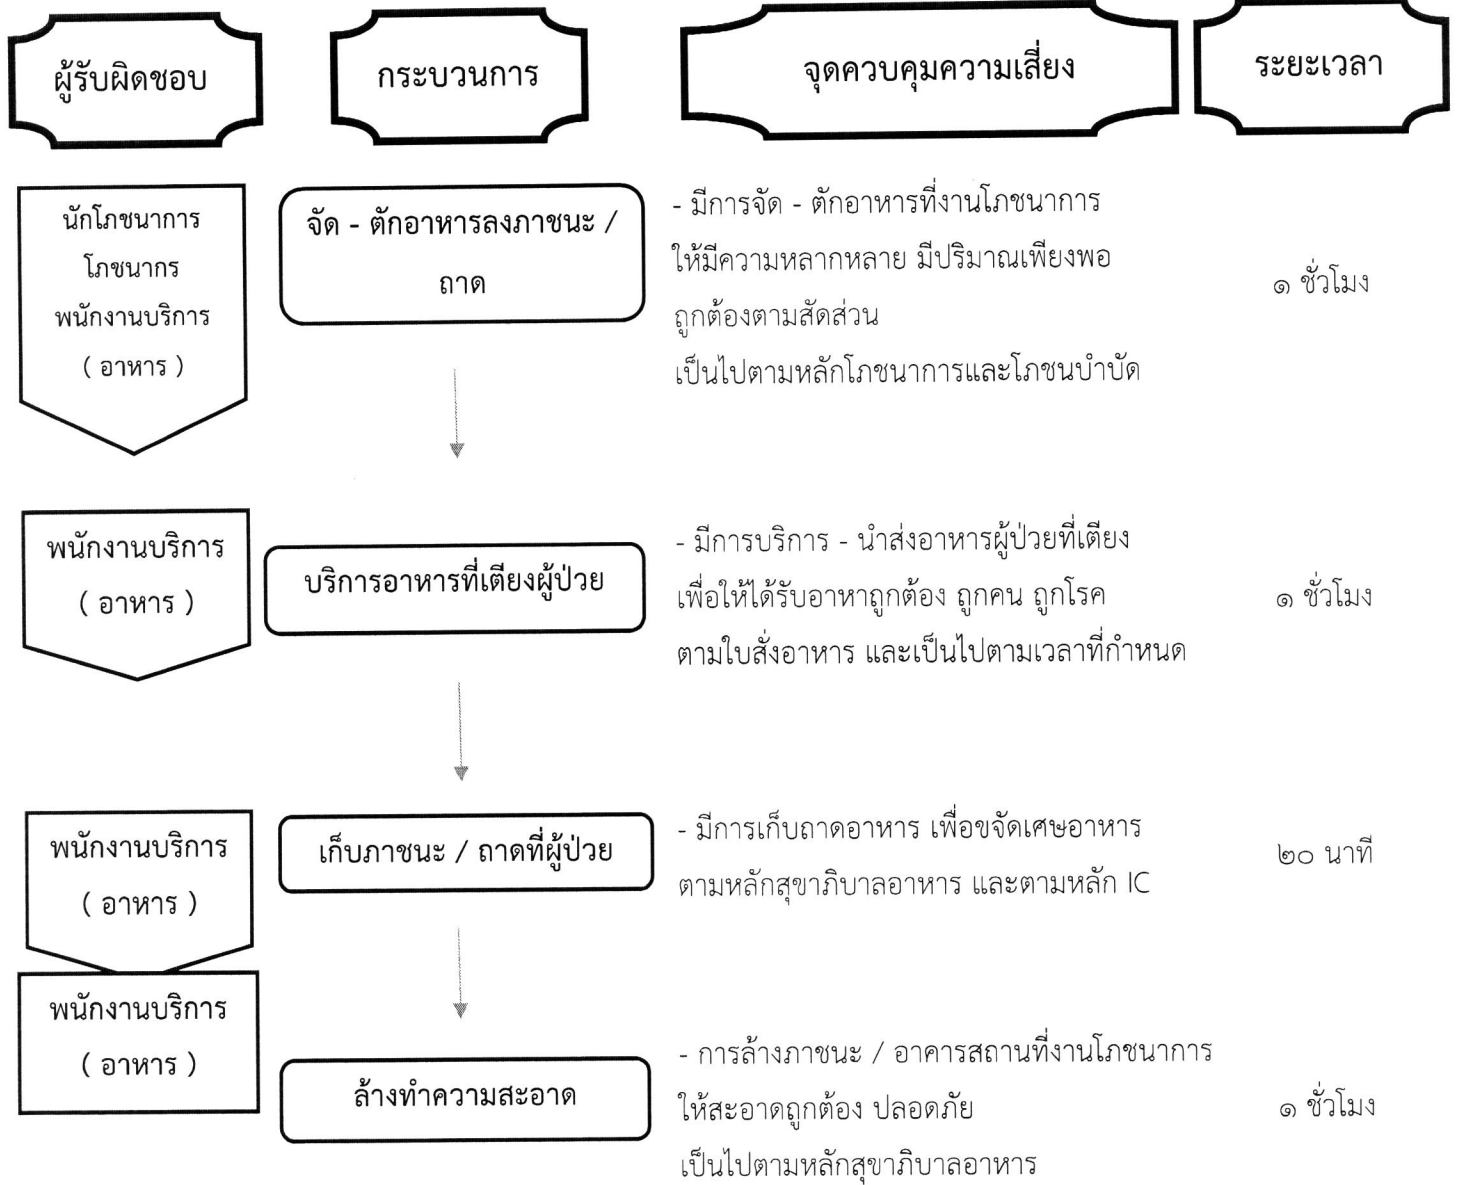 ผู้รับผิดชอบ
กระบวนการ
จุดควบคุมความเสี่ยง
ระยะเวลา
นักโภชนาการ
โภชนากร
พนักงานบริการ
( อาหาร )
จัด - ตักอาหารลงภาชนะ /
ถาด
- มีการจัด - ตักอาหารที่งานโภชนาการ
ให้มีความหลากหลาย มีปริมาณเพียงพอ
ถูกต้องตามสัดส่วน
เป็นไปตามหลักโภชนาการและโภชนบำบัด
๑ ชั่วโมง
พนักงานบริการ
( อาหาร )
บริการอาหารที่เตียงผู้ป่วย
- มีการบริการ - นำส่งอาหารผู้ป่วยที่เตียง
เพื่อให้ได้รับอาหาถูกต้อง ถูกคน ถูกโรค
ตามใบสั่งอาหาร และเป็นไปตามเวลาที่กำหนด
๑ ชั่วโมง
พนักงานบริการ
( อาหาร )
เก็บภาชนะ / ถาดที่ผู้ป่วย
- มีการเก็บถาดอาหาร เพื่อขจัดเศษอาหาร
ตามหลักสุขาภิบาลอาหาร และตามหลัก IC
๒๐ นาที
พนักงานบริการ
( อาหาร )
ล้างทำความสะอาด
- การล้างภาชนะ / อาคารสถานที่งานโภชนาการ
ให้สะอาดถูกต้อง ปลอดภัย
เป็นไปตามหลักสุขาภิบาลอาหาร
๑ ชั่วโมง